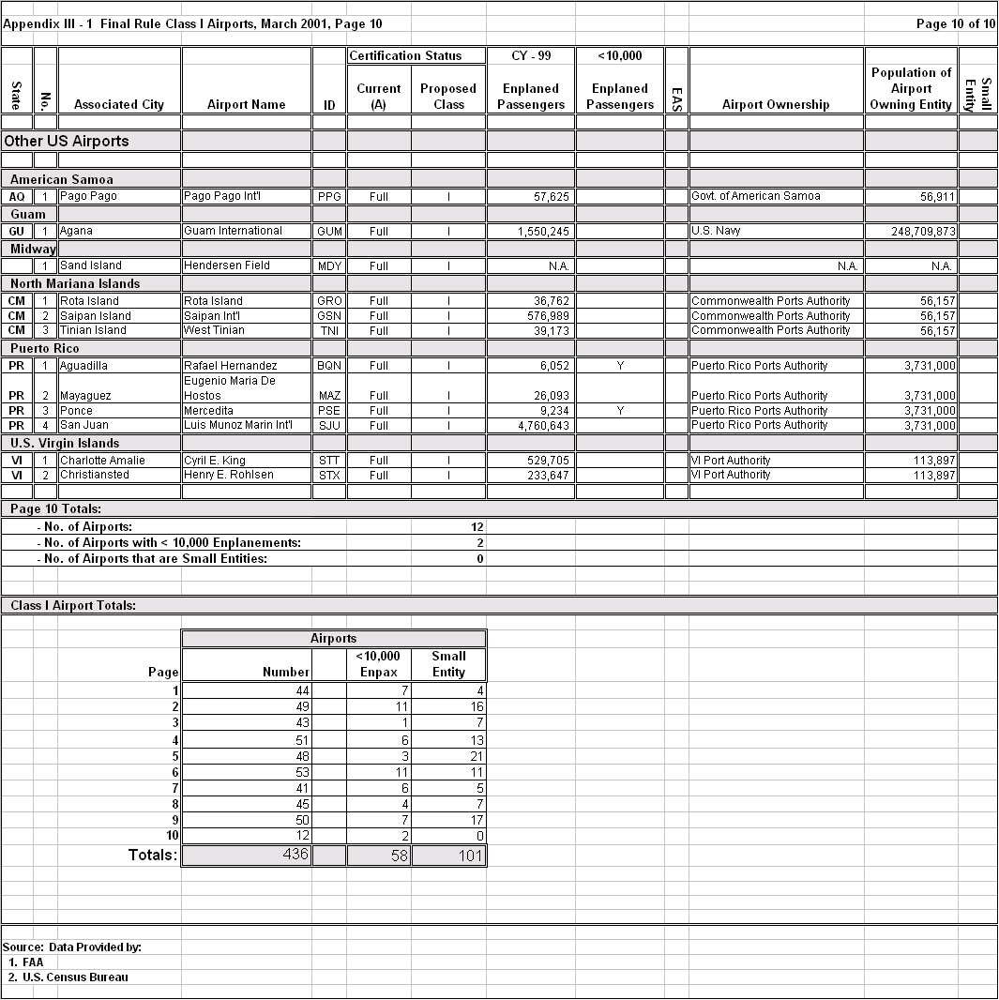 Appendix III - 1 Final Rule Class I Airports, March 2001, Page 10 Page 10 of 10
Certification Status CY - 99 <10,000
State No. Associated City Airport Name ID Current (A) Proposed Class Enplaned Passengers Enplaned Passengers EAS Airport Ownership Population of Airport Owning Entity Small Entity
Other US Airports
American Samoa
AQ 1 Pago Pago Pago Pago Int'l PPG Full I 57,625 Govt. of American Samoa 56,911
Guam
GU 1 Agana Guam International GUM Full I 1,550,245 U.S. Navy 248,709,873
Midway
1 Sand Island Hendersen Field MDY Full I N.A. N.A. N.A.
North Mariana Islands
CM 1 Rota Island Rota Island GRO Full I 36,762 Commonwealth Ports Authority 56,157
CM 2 Saipan Island Saipan Int'l GSN Full I 576,989 Commonwealth Ports Authority 56,157
CM 3 Tinian Island West Tinian TNI Full I 39,173 Commonwealth Ports Authority 56,157
Puerto Rico
PR 1 Aguadilla Rafael Hernandez BQN Full I 6,052 Y Puerto Rico Ports Authority 3,731,000
Eugenio Maria De
PR 2 Mayaguez Hostos MAZ Full I 26,093 Puerto Rico Ports Authority 3,731,000
PR 3 Ponce Mercedita PSE Full I 9,234 Y Puerto Rico Ports Authority 3,731,000
PR 4 San Juan Luis Munoz Marin Int'l SJU Full I 4,760,643 Puerto Rico Ports Authority 3,731,000
U.S. Virgin Islands
VI 1 Charlotte Amalie Cyril E. King STT Full I 529,705 VI Port Authority 113,897
VI 2 Christiansted Henry E. Rohlsen STX Full I 233,647 VI Port Authority 113,897
Page 10 Totals:
- No. of Airports: 12
- No. of Airports with < 10,000 Enplanements: 2
- No. of Airports that are Small Entities: 0
Class I Airport Totals:
Airports
Page Number <10,000 Enpax Small Entity
1 44 7 4
2 49 11 16
3 43 1 7
4 51 6 13
5 48 3 21
6 53 11 11
7 41 6 5
8 45 4 7
9 50 7 17
10 12 2 0
Totals: 436 58 101
Source: Data Provided by:
1. FAA
2. U.S. Census Bureau